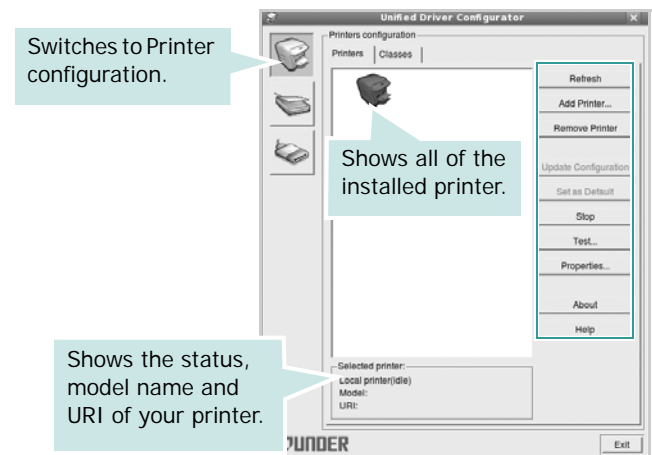 Unified Driver Configurator
Switches to Printer
configuration.
Printers configuration
Printers
Classes
Refresh
Add Printer...
Remove Printer
Update Configuration
Set as Default
Stop
Test...
Properties...
About
Help
Shows all of the
installed printer.
Shows the status,
model name and
URI of your printer.
Selected printer:
Local printer(idle)
Model:
URI:
Exit